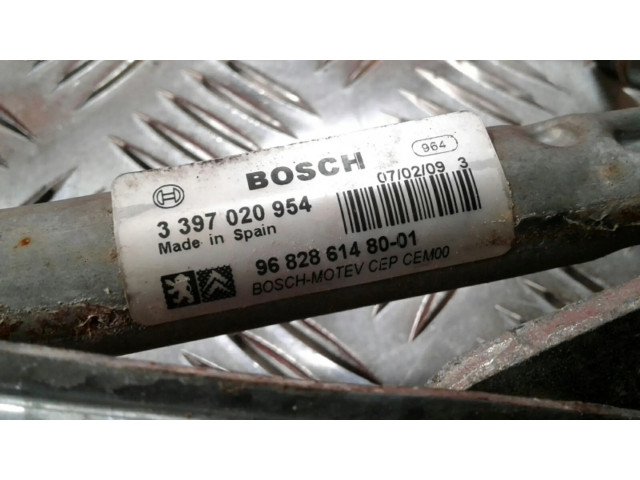 BOSCH
964
07/02/09 3
3 397 020 954
Made in Spain
96 828 614 80-01
BOSCH-MOTEV CEP CEM00